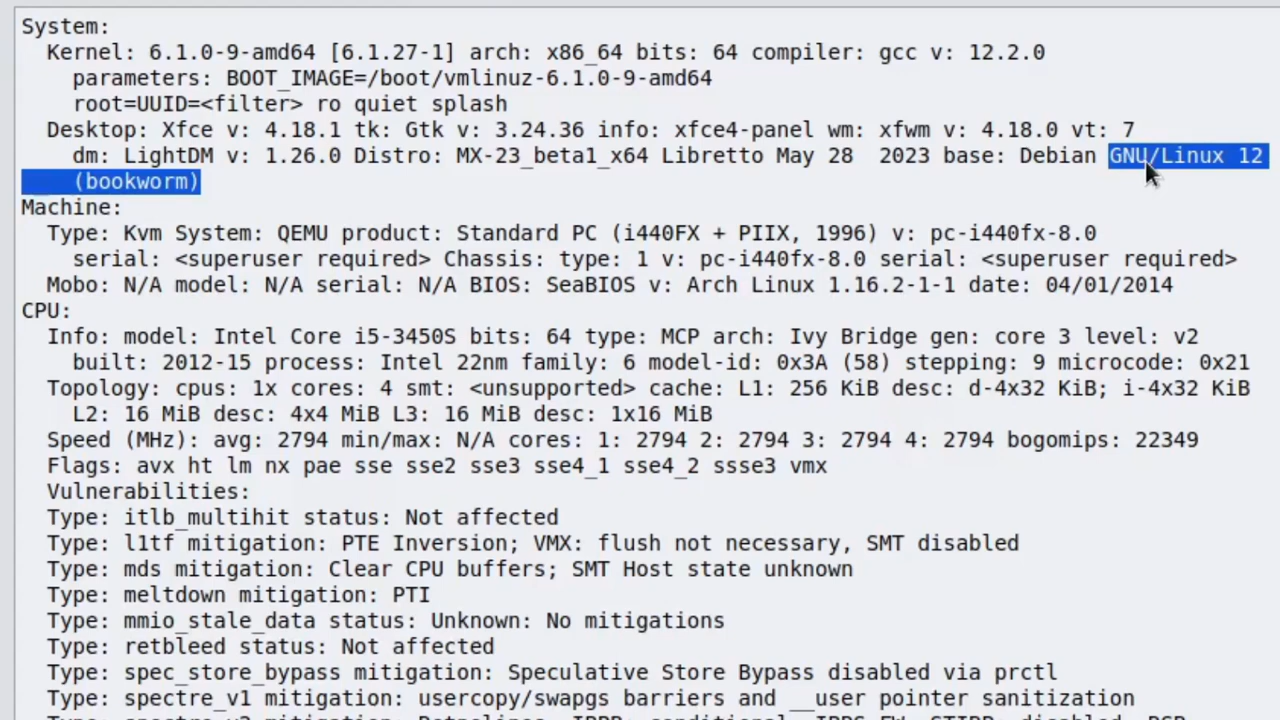 System:
Kernel: 6.1.0-9-amd64 [6.1.27-1] arch: x86_64 bits: 64 compiler: gcc v: 12.2.0
parameters: BOOT_IMAGE=/boot/vmlinuz-6.1.0-9-amd64
root=UUID=<filter> ro quiet splash
Desktop: Xfce v: 4.18.1 tk: Gtk v: 3.24.36 info: xfce4-panel wm: xfwm v: 4.18.0 vt: 7
dm: LightDM v: 1.26.0 Distro: MX-23_beta1_x64 Libretto May 28  2023 base: Debian GNU/Linux 12
(bookworm)
Machine:
Type: Kvm System: QEMU product: Standard PC (i440FX + PIIX, 1996) v: pc-i440fx-8.0
serial: <superuser required> Chassis: type: 1 v: pc-i440fx-8.0 serial: <superuser required>
Mobo: N/A model: N/A serial: N/A BIOS: SeaBIOS v: Arch Linux 1.16.2-1-1 date: 04/01/2014
CPU:
Info: model: Intel Core i5-3450S bits: 64 type: MCP arch: Ivy Bridge gen: core 3 level: v2
built: 2012-15 process: Intel 22nm family: 6 model-id: 0x3A (58) stepping: 9 microcode: 0x21
Topology: cpus: 1x cores: 4 smt: <unsupported> cache: L1: 256 KiB desc: d-4x32 KiB; i-4x32 KiB
L2: 16 MiB desc: 4x4 MiB L3: 16 MiB desc: 1x16 MiB
Speed (MHz): avg: 2794 min/max: N/A cores: 1: 2794 2: 2794 3: 2794 4: 2794 bogomips: 22349
Flags: avx ht lm nx pae sse sse2 sse3 sse4_1 sse4_2 ssse3 vmx
Vulnerabilities:
Type: itlb_multihit status: Not affected
Type: l1tf mitigation: PTE Inversion; VMX: flush not necessary, SMT disabled
Type: mds mitigation: Clear CPU buffers; SMT Host state unknown
Type: meltdown mitigation: PTI
Type: mmio_stale_data status: Unknown: No mitigations
Type: retbleed status: Not affected
Type: spec_store_bypass mitigation: Speculative Store Bypass disabled via prctl
Type: spectre_v1 mitigation: usercopy/swapgs barriers and __user pointer sanitization